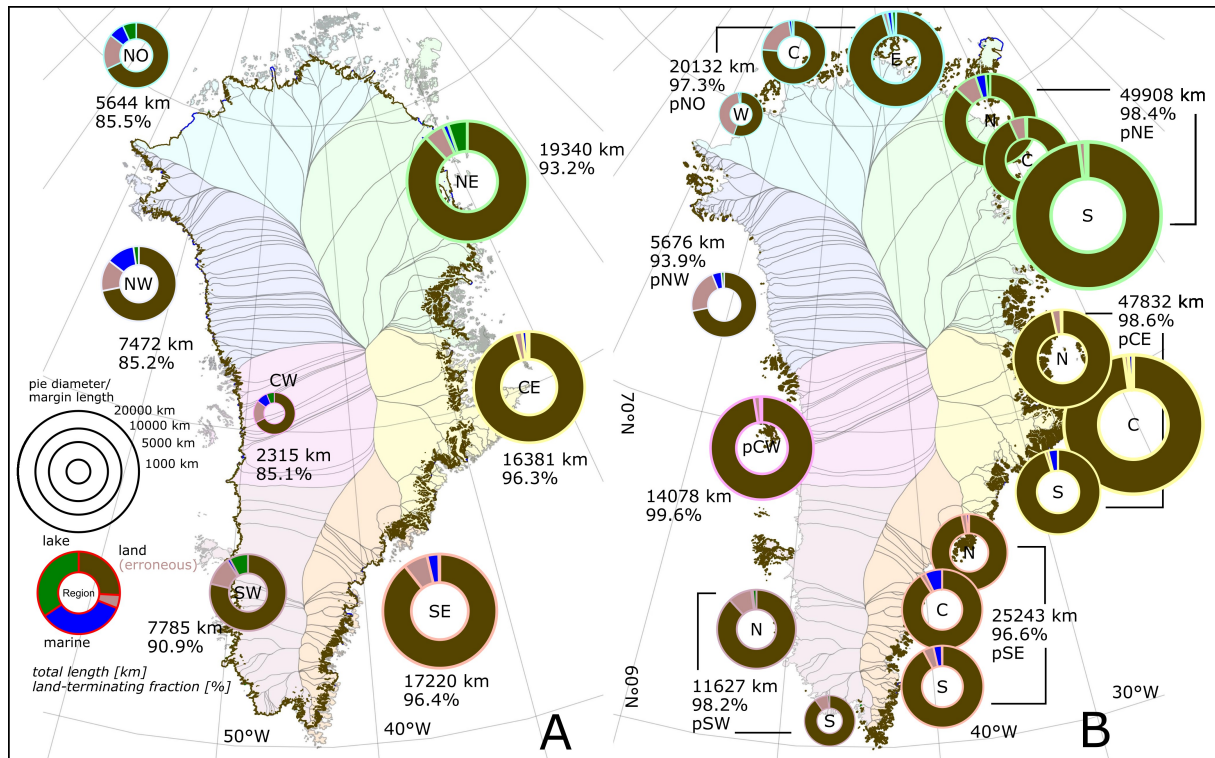 NO
5644 km
85.5%
19340 km
93.2%
NE
NW
7472 km
85.2%
CW
2315 km
85.1%
CE
16381 km
96.3%
pie diameter/
margin length
20000 km
10000 km
5000 km
1000 km
lake
land
(erroneous)
Region
marine
SW
7785 km
90.9%
SE
17220 km
96.4%
total length [km]
land-terminating fraction [%]
50°W
40°W
A
C
E
20132 km
97.3%
pNO
W
N
C
S
49908 km
98.4%
pNE
5676 km
93.9%
pNW
47832 km
98.6%
pCE
N
C
S
70°N
pCW
14078 km
99.6%
N
C
S
25243 km
96.6%
pSE
N
S
11627 km
98.2%
pSW
60°N
30°W
40°W
B